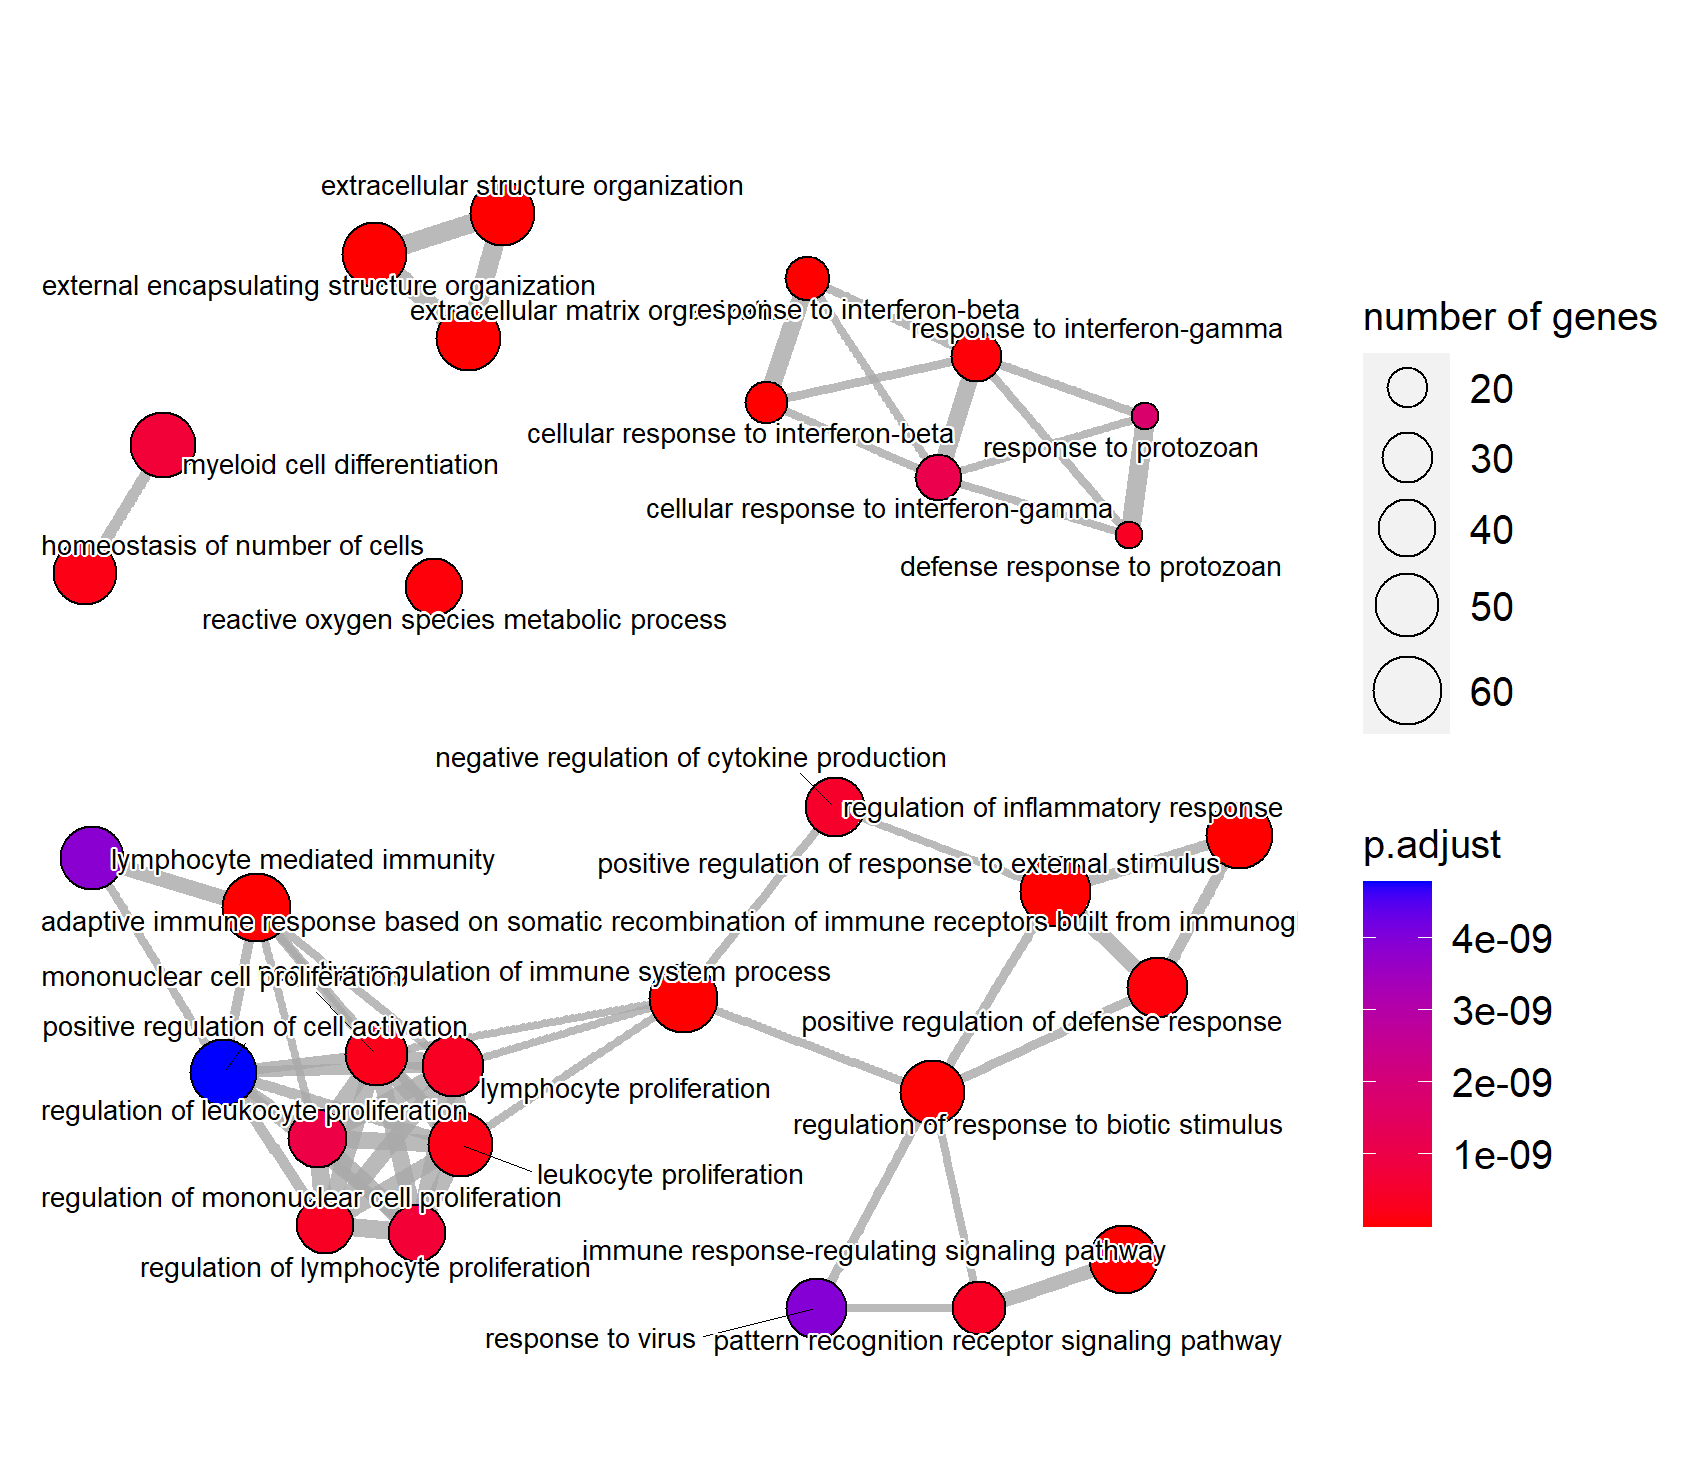 extracellular structure organization
external encapsulating structure organization
extracellular matrix
response to interferon-beta
response to interferon-gamma
cellular response to interferon-beta
response to protozoan
myeloid cell differentiation
cellular response to interferon-gamma
homeostasis of number of cells
defense response to protozoan
reactive oxygen species metabolic process
negative regulation of cytokine production
regulation of inflammatory response
lymphocyte mediated immunity
positive regulation of response to external stimulus
adaptive immune response based on somatic recombination of immune receptors built from immunogl
mononuclear cell proliferation
regulation of immune system process
positive regulation of cell activation
positive regulation of defense response
lymphocyte proliferation
regulation of leukocyte proliferation
regulation of response to biotic stimulus
leukocyte proliferation
regulation of mononuclear cell proliferation
immune response-regulating signaling pathway
regulation of lymphocyte proliferation
response to virus
pattern recognition receptor signaling pathway
number of genes
20
30
40
50
60
p.adjust
4e-09
3e-09
2e-09
1e-09